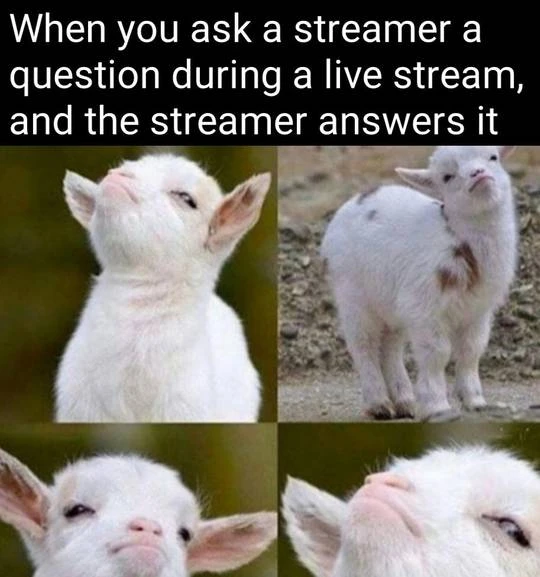 When you ask a streamer a
question during a live stream,
and the streamer answers it